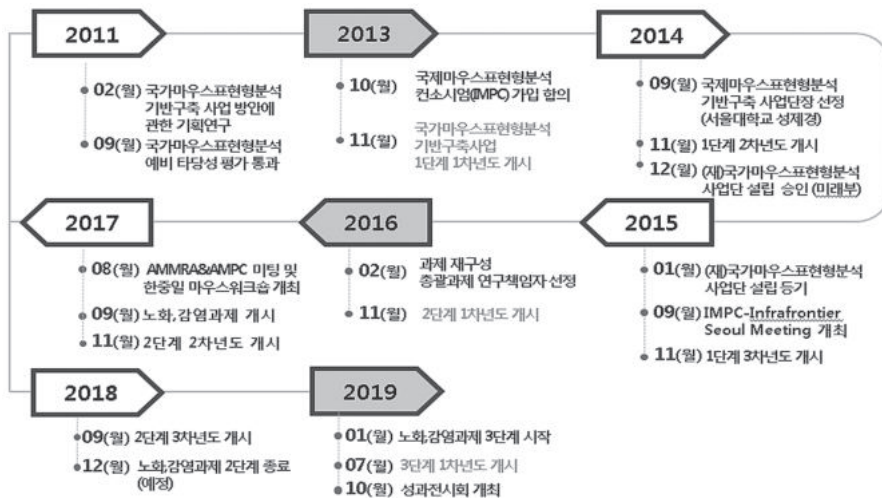 2011
02(월) 국가마우스표현형분석
기반구축 사업 방안에
관한 기획연구
09(월) 국가마우스표현형분석
예비 타당성 평가 통과
2013
10(월) 국제마우스표현형분석
컨소시엄(IMPC) 가입 합의
11(월) 국가마우스표현형분석
기반구축사업
1단계 1차년도 개시
2014
09(월) 국제마우스표현형분석
기반구축 사업단장 선정
(서울대학교 성제경)
11(월) 1단계 2차년도 개시
12(월) (재)국가마우스표현형분석
사업단 설립 승인 (미래부)
2015
01(월) (재)국가마우스표현형분석
사업단 설립 등기
09(월) IMPC-Infrafrontier
Seoul Meeting 개최
11(월) 1단계 3차년도 개시
2016
02(월) 과제 재구성
총괄과제 연구책임자 선정
11(월) 2단계 1차년도 개시
2017
08(월) AMMRA&AMPC 미팅 및
한중일 마우스워크숍 개최
09(월) 노화,감염과제 개시
11(월) 2단계 2차년도 개시
2018
09(월) 2단계 3차년도 개시
12(월) 노화,감염과제 2단계 종료
(예정)
2019
01(월) 노화,감염과제 3단계 시작
07(월) 3단계 1차년도 개시
10(월) 성과전시회 개최